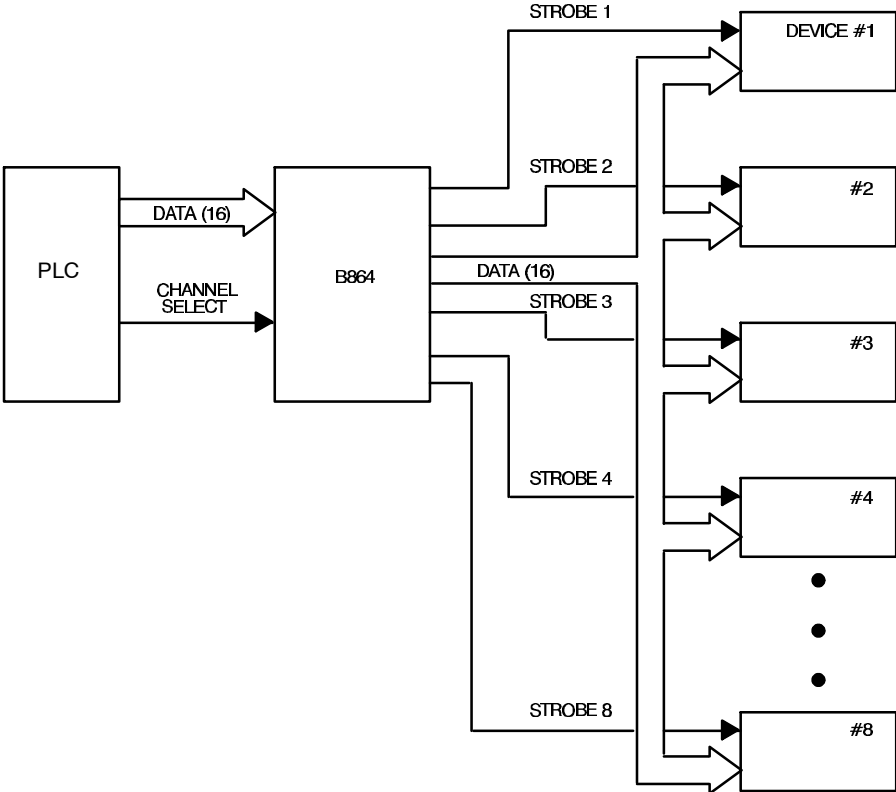 STROBE 1
DEVICE #1
STROBE 2
#2
DATA (16)
PLC
B864
DATA (16)
CHANNEL
SELECT
STROBE 3
#3
STROBE 4
#4
STROBE 8
#8